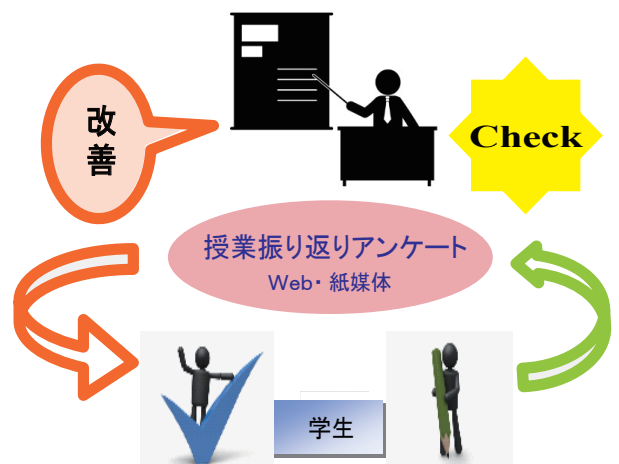 改
善
Check
授業振り返りアンケート
Web・紙媒体
学生